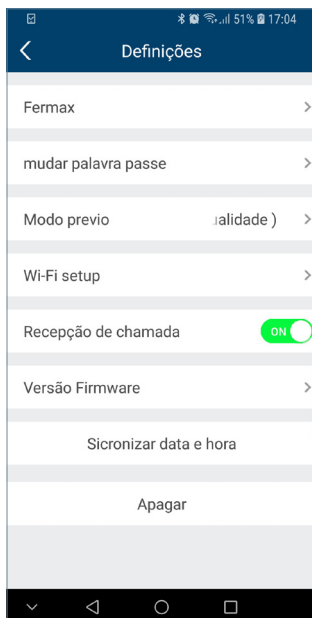 51% 17:04
Definições
Fermax
mudar palavra passe
Modo previo alidade )
Wi-Fi setup
Recepção de chamada ON
Versão Firmware
Sicronizar data e hora
Apagar